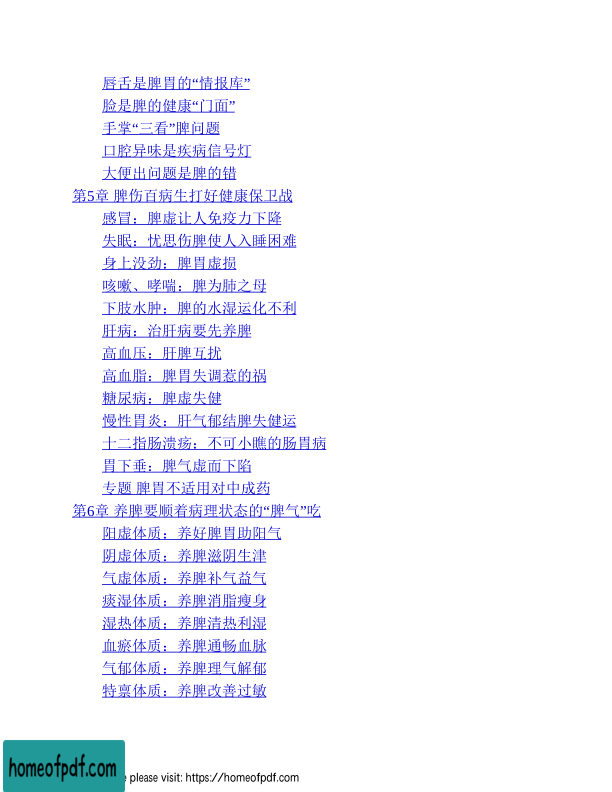 唇舌是脾胃的“情报库”
脸是脾的健康“门面”
手掌“三看”脾问题
口腔异味是疾病信号灯
大便出问题是脾的错
第5章 脾伤百病生打好健康保卫战
感冒：脾虚让人免疫力下降
失眠：忧思伤脾使人入睡困难
身上没劲：脾胃虚损
咳嗽、哮喘：脾为肺之母
下肢水肿：脾的水湿运化不利
肝病：治肝病要先养脾
高血压：肝脾互扰
高血脂：脾胃失调惹的祸
糖尿病：脾虚失健
慢性胃炎：肝气郁结脾失健运
十二指肠溃疡：不可小瞧的肠胃病
胃下垂：脾气虚而下陷
专题 脾胃不适用对中成药
第6章 养脾要顺着病理状态的“脾气”吃
阳虚体质：养好脾胃助阳气
阴虚体质：养脾滋阴生津
气虚体质：养脾补气益气
痰湿体质：养脾消脂瘦身
湿热体质：养脾清热利湿
血瘀体质：养脾通畅血脉
气郁体质：养脾理气解郁
特禀体质：养脾改善过敏
homeofpdf.com
please visit: https://homeofpdf.com